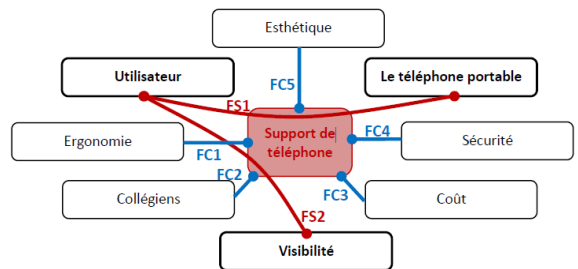 Esthétique
Utilisateur
FC5
Le téléphone portable
FS1
Ergonomie
FC1
Support de
téléphone
FC4
Sécurité
FC2
Collégiens
FC3
Coût
FS2
Visibilité